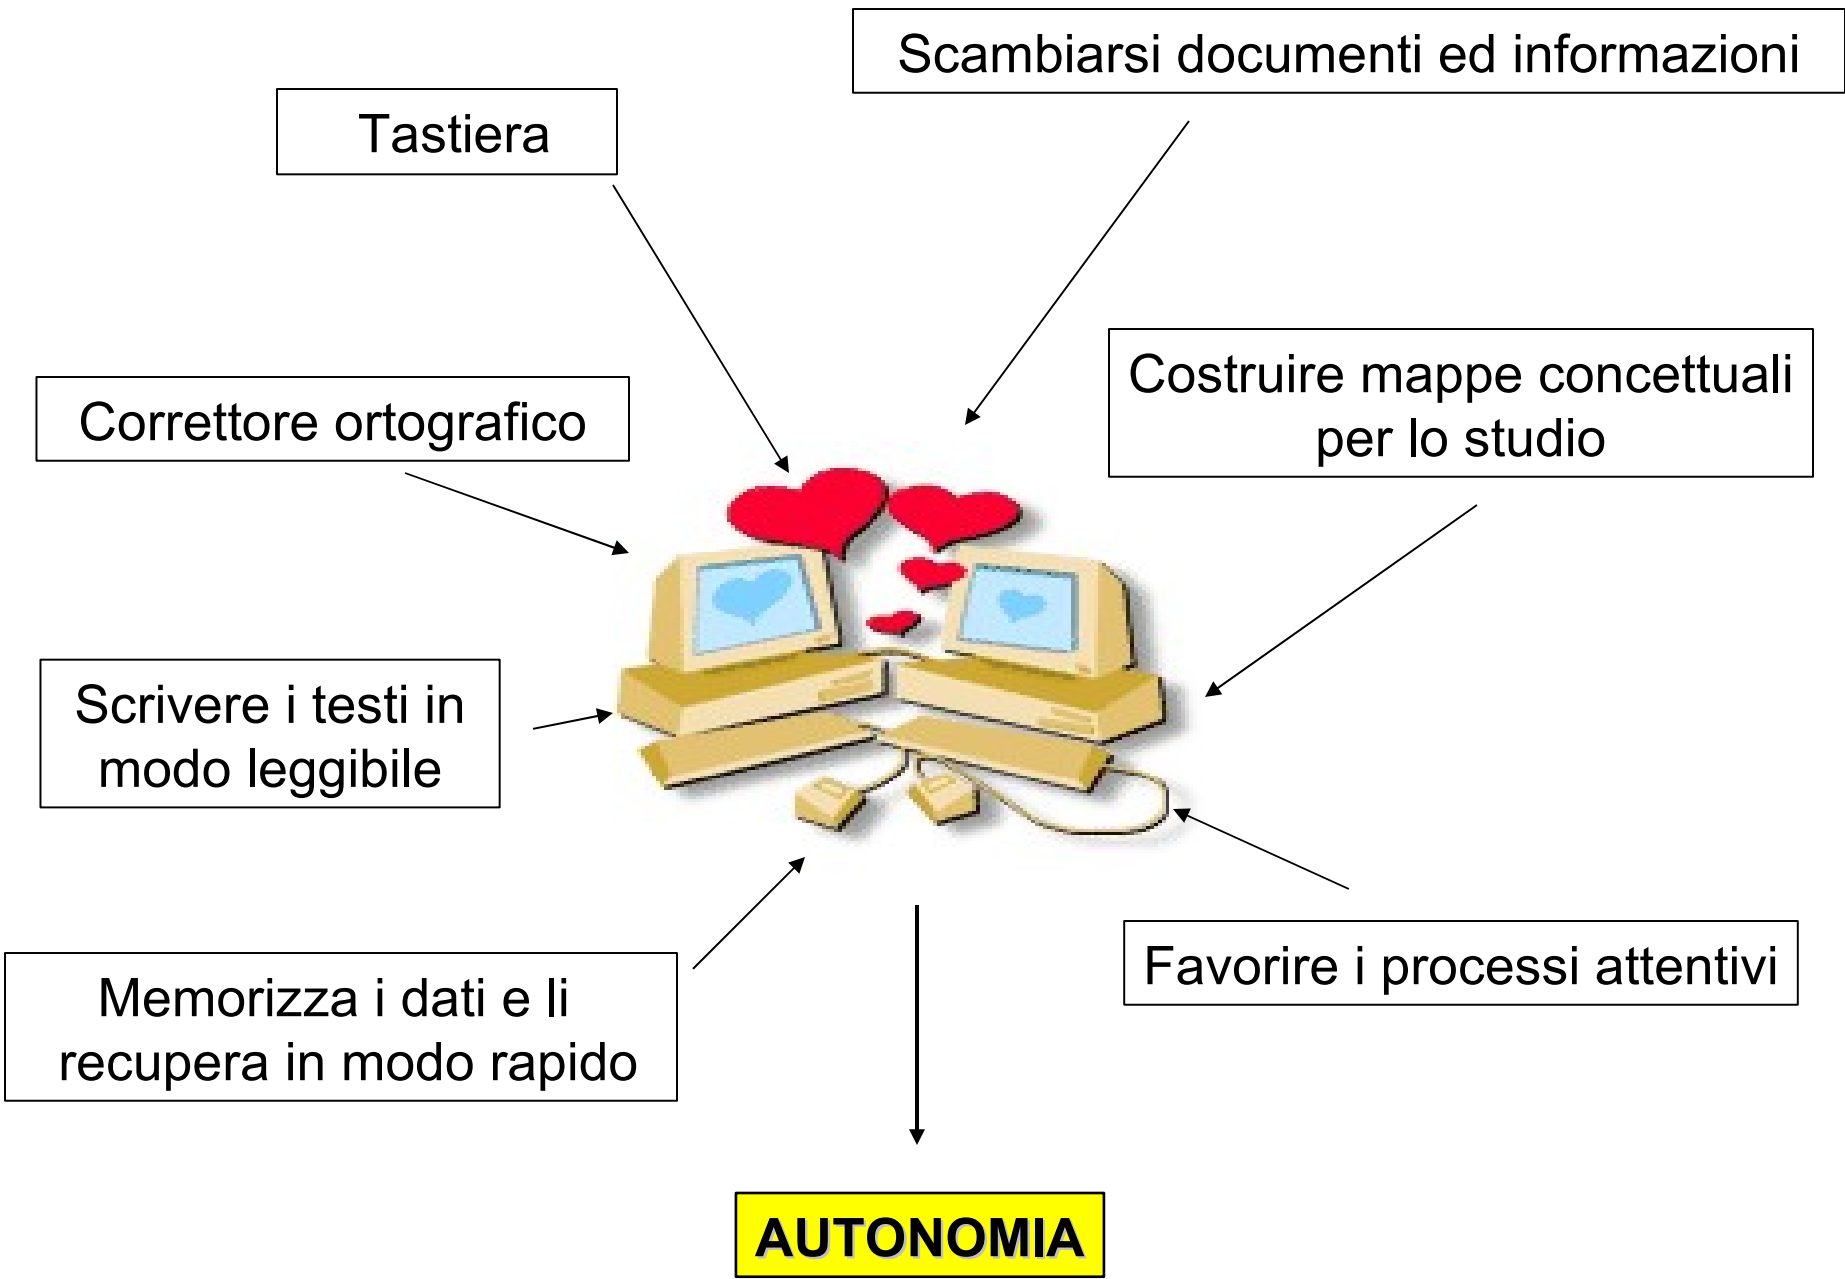 Scambiarsi documenti ed informazioni
Tastiera
Costruire mappe concettuali
per lo studio
Correttore ortografico
Scrivere i testi in
modo leggibile
Favorire i processi attentivi
Memorizza i dati e li
recupera in modo rapido
AUTONOMIA